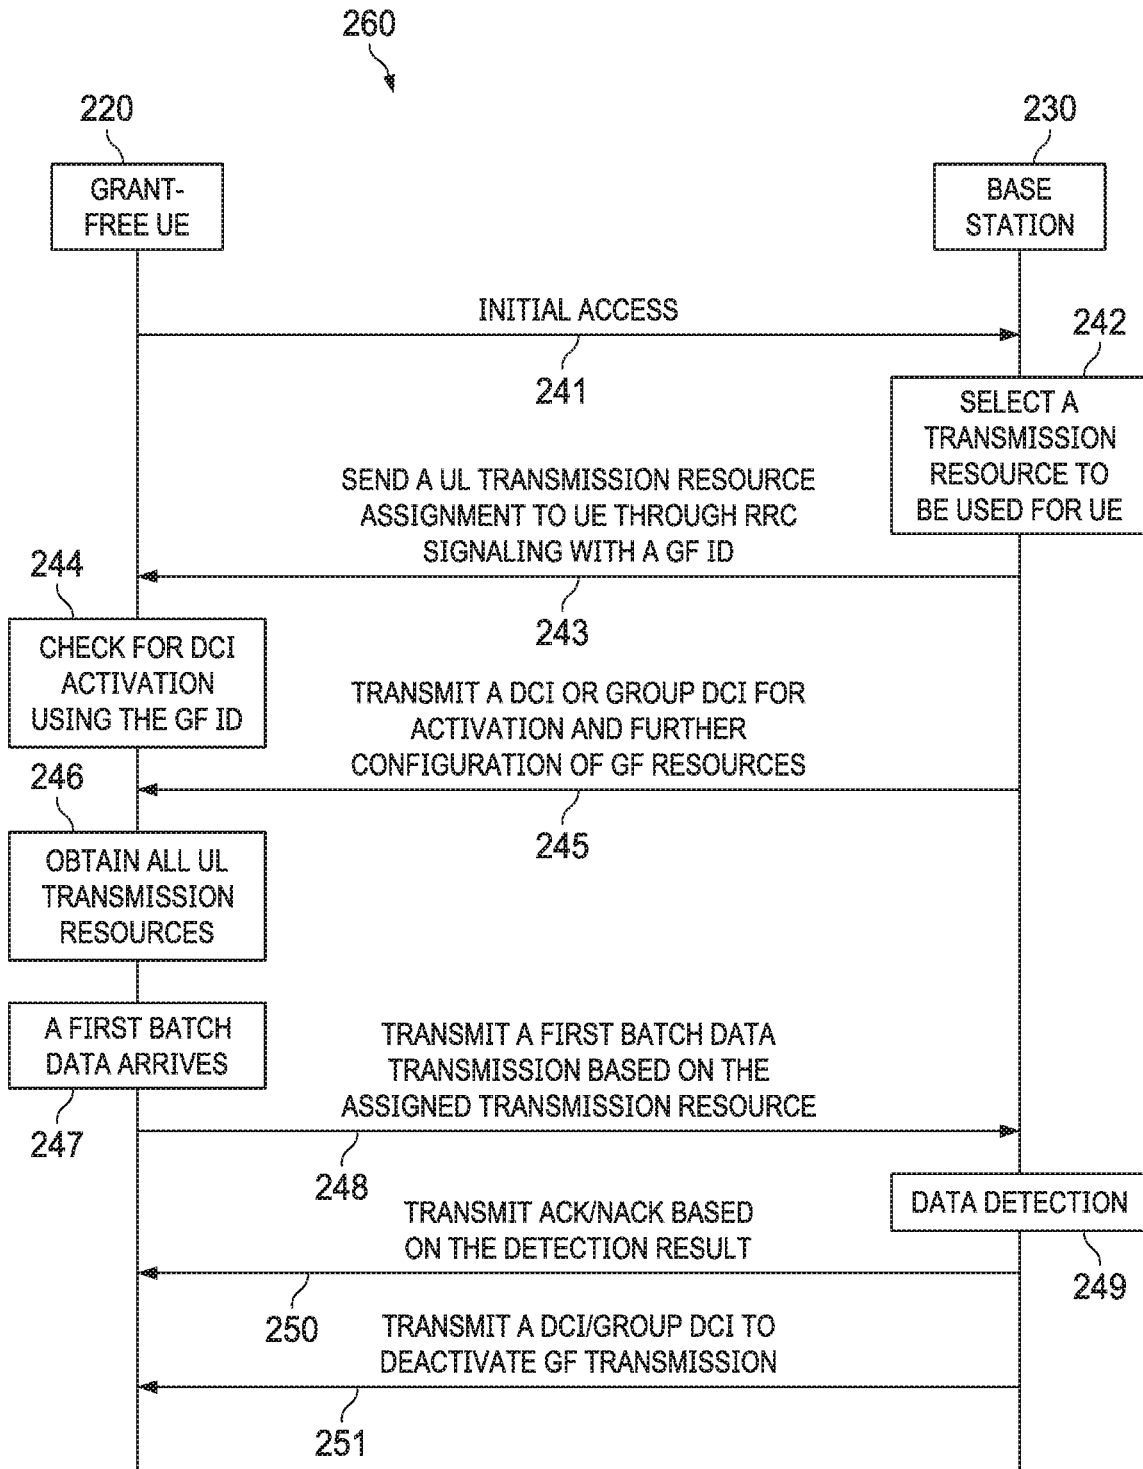 260
220
230
GRANT-
FREE UE
BASE
STATION
INITIAL ACCESS
241
242
SELECT A
TRANSMISSION
RESOURCE TO
BE USED FOR UE
SEND A UL TRANSMISSION RESOURCE
ASSIGNMENT TO UE THROUGH RRC
SIGNALING WITH A GF ID
243
244
CHECK FOR DCI
ACTIVATION
USING THE GF ID
TRANSMIT A DCI OR GROUP DCI FOR
ACTIVATION AND FURTHER
CONFIGURATION OF GF RESOURCES
245
246
OBTAIN ALL UL
TRANSMISSION
RESOURCES
A FIRST BATCH
DATA ARRIVES
247
TRANSMIT A FIRST BATCH DATA
TRANSMISSION BASED ON THE
ASSIGNED TRANSMISSION RESOURCE
248
DATA DETECTION
249
TRANSMIT ACK/NACK BASED
ON THE DETECTION RESULT
250
TRANSMIT A DCI/GROUP DCI TO
DEACTIVATE GF TRANSMISSION
251